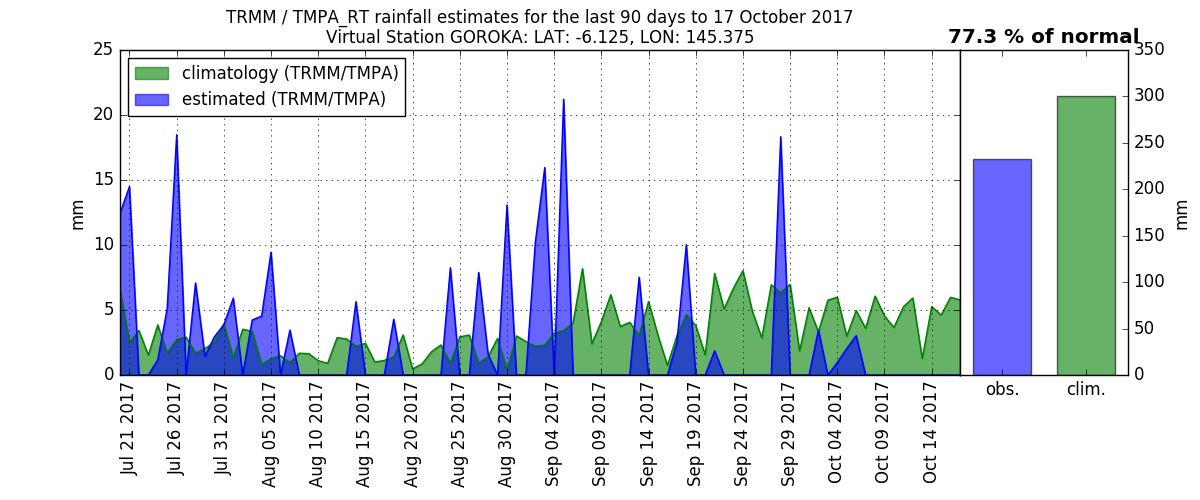 TRMM / TMPA_RT rainfall estimates for the last 90 days to 17 October 2017
Virtual Station GOROKA: LAT: -6.125, LON: 145.375
77.3 % of normal
climatology (TRMM/TMPA)
estimated (TRMM/TMPA)
25
20
15
10
5
0
mm
Jul 21 2017
Jul 26 2017
Jul 31 2017
Aug 05 2017
Aug 10 2017
Aug 15 2017
Aug 20 2017
Aug 25 2017
Aug 30 2017
Sep 04 2017
Sep 09 2017
Sep 14 2017
Sep 19 2017
Sep 24 2017
Sep 29 2017
Oct 04 2017
Oct 09 2017
Oct 14 2017
350
300
250
200
150
100
50
0
mm
obs.
clim.